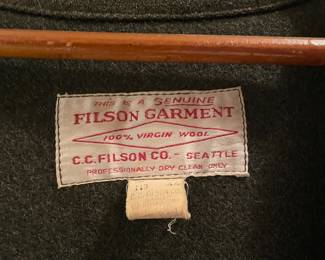 THIS IS A GENUINE
FILSON GARMENT
100% VIRGIN WOOL
C.C. FILSON CO. - SEATTLE
PROFESSIONALLY DRY CLEAN ONLY